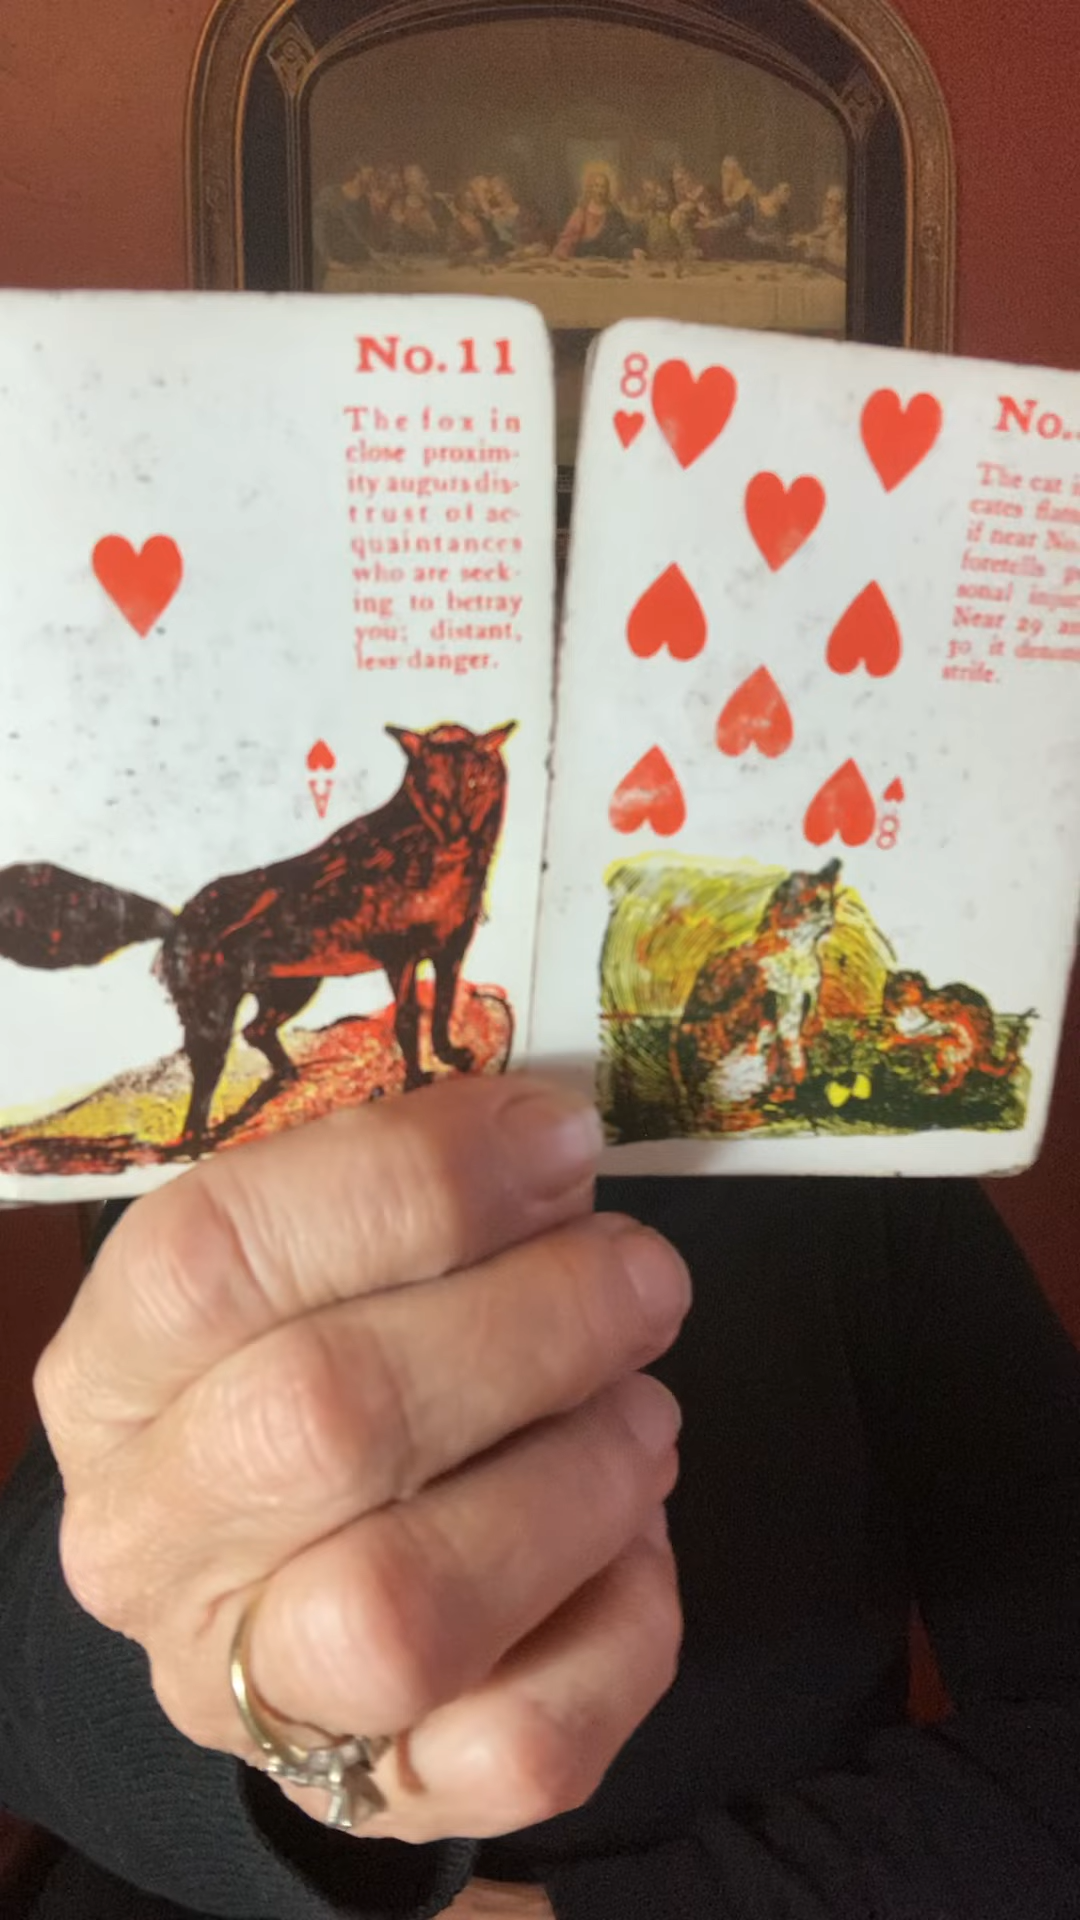 No.11
The fox in
close proxim-
ity augurs dis-
trust of ac-
quaintances
who are seek-
ing to betray
you; distant,
less danger.
A
8
No.
The cat
cates
if near No.
foretells
sonal
Near 29
30 it
strife.
8